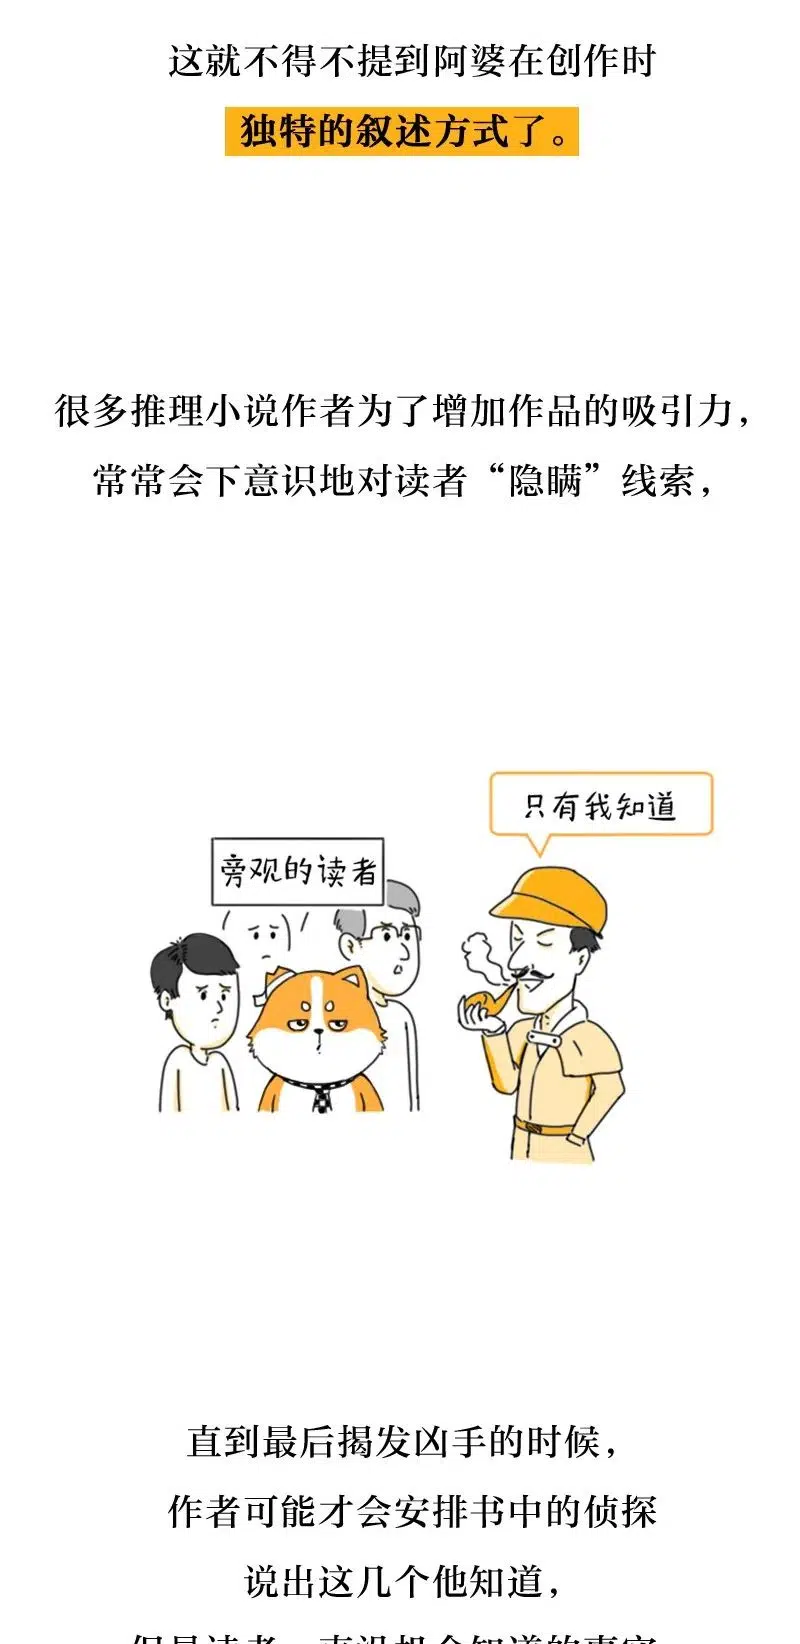 这就不得不提到阿婆在创作时
独特的叙述方式了。
很多推理小说作者为了增加作品的吸引力，
常常会下意识地对读者“隐瞒”线索，
只有我知道
旁观的读者
直到最后揭发凶手的时候，
作者可能才会安排书中的侦探
说出这几个他知道，